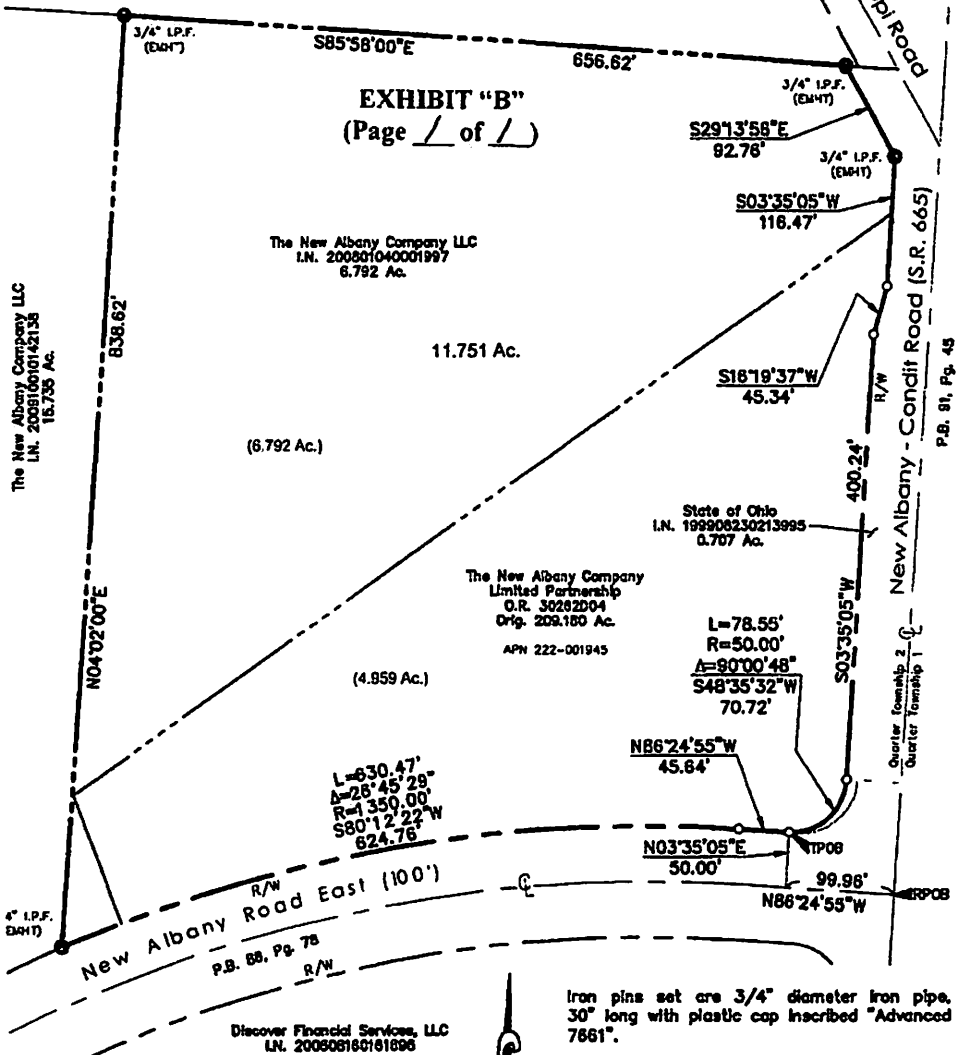 3/4" I.P.F.
(EMHT)
S85°58'00"E
656.62'
pi Road
EXHIBIT "B"
(Page 1 of 1)
3/4" I.P.F.
(EMHT)
S29°13'58"E
92.76'
3/4" I.P.F.
(EMHT)
S03°35'05"W
116.47'
The New Albany Company LLC
I.N. 200801040001997
6.792 Ac.
The New Albany Company LLC
I.N. 200910010142138
15.735 Ac.
838.62'
11.751 Ac.
S16°19'37"W
45.34'
R/W
New Albany - Condit Road (S.R. 665)
P.B. 91, Pg. 45
(6.792 Ac.)
400.24'
State of Ohio
I.N. 199906230213995
0.707 Ac.
The New Albany Company
Limited Partnership
O.R. 30262D04
Orig. 209.180 Ac.
APN 222-001945
N04°02'00"E
S03°35'05"W
L=78.55'
R=50.00'
Δ=90°00'48"
S48°35'32"W
70.72'
Quarter Township 2
Quarter Township 1
(4.959 Ac.)
N86°24'55"W
45.64'
L=630.47'
Δ=26°45'29"
R=1350.00'
S80°12'22"W
624.76'
TPOB
N03°35'05"E
50.00'
99.96'
N86°24'55"W
RPOB
R/W
4" I.P.F.
EMHT)
New Albany Road East (100')
P.B. 88, Pg. 78
R/W
Iron pins set are 3/4" diameter iron pipe,
30" long with plastic cap inscribed "Advanced
7661".
Discover Financial Services, LLC
I.N. 200508160161696